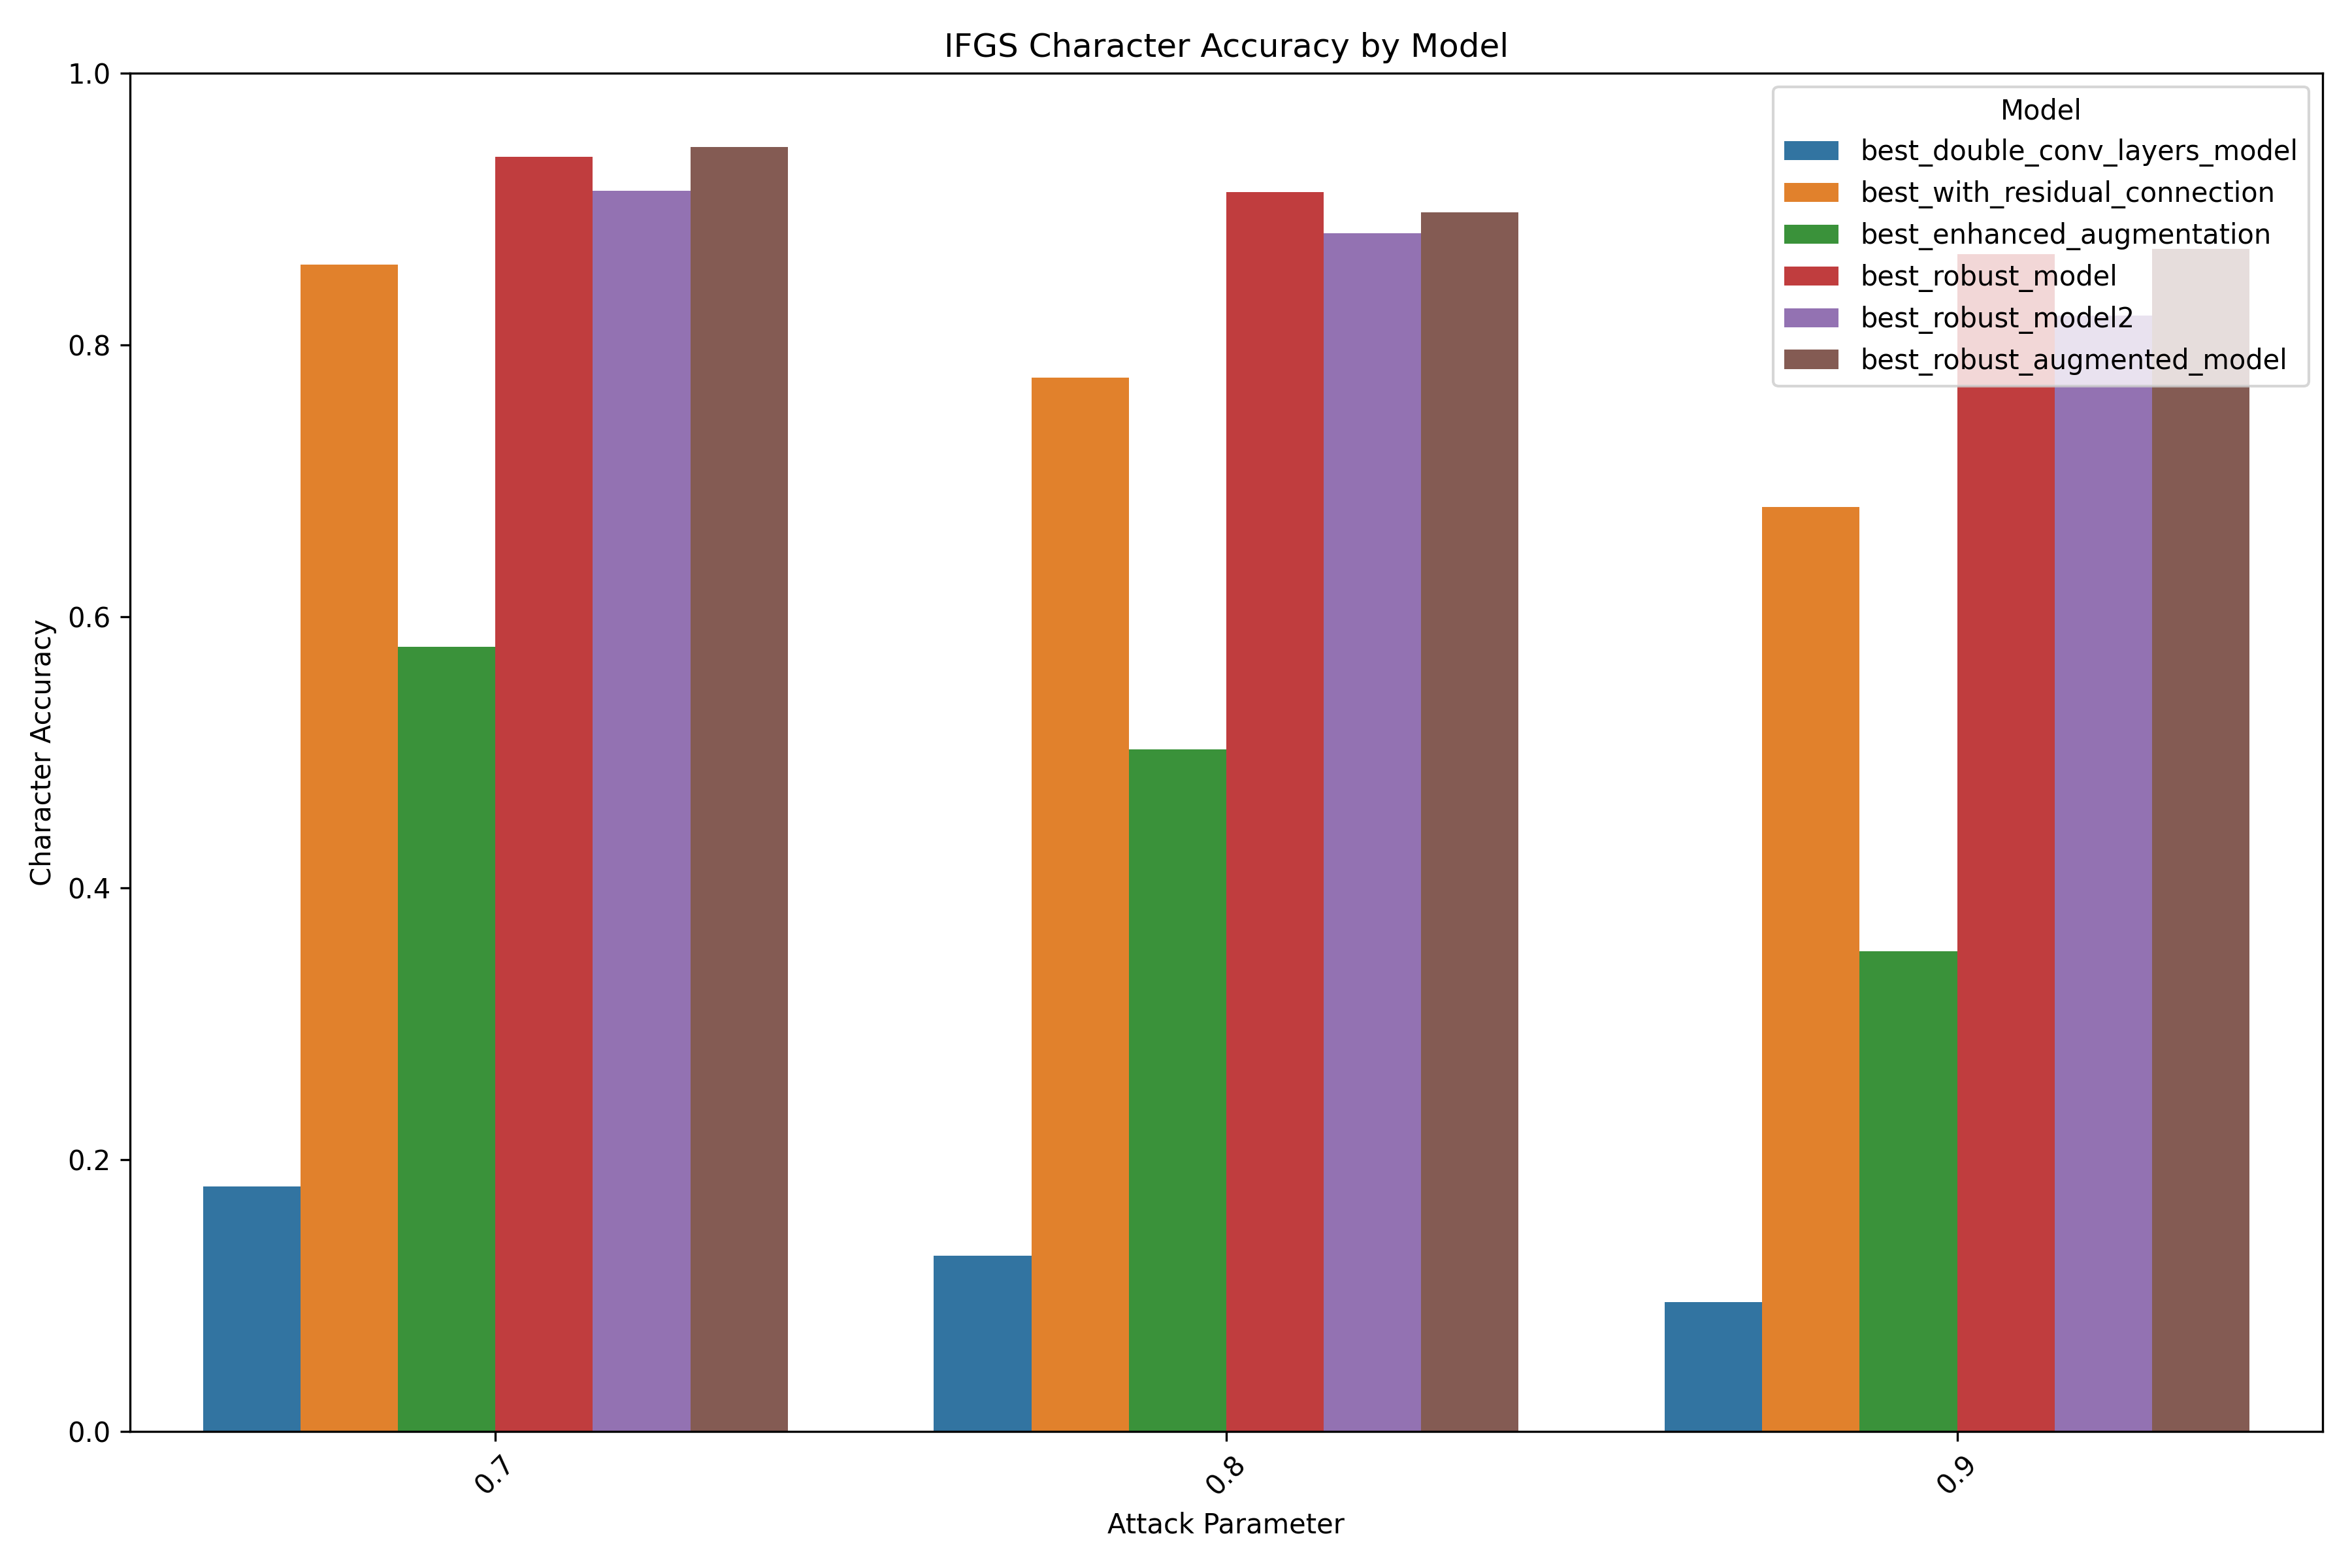 IFGS Character Accuracy by Model
1.0
0.8
0.6
0.4
0.2
0.0
Character Accuracy
Model
best_double_conv_layers_model
best_with_residual_connection
best_enhanced_augmentation
best_robust_model
best_robust_model2
best_robust_augmented_model
0.7
0.8
0.9
Attack Parameter